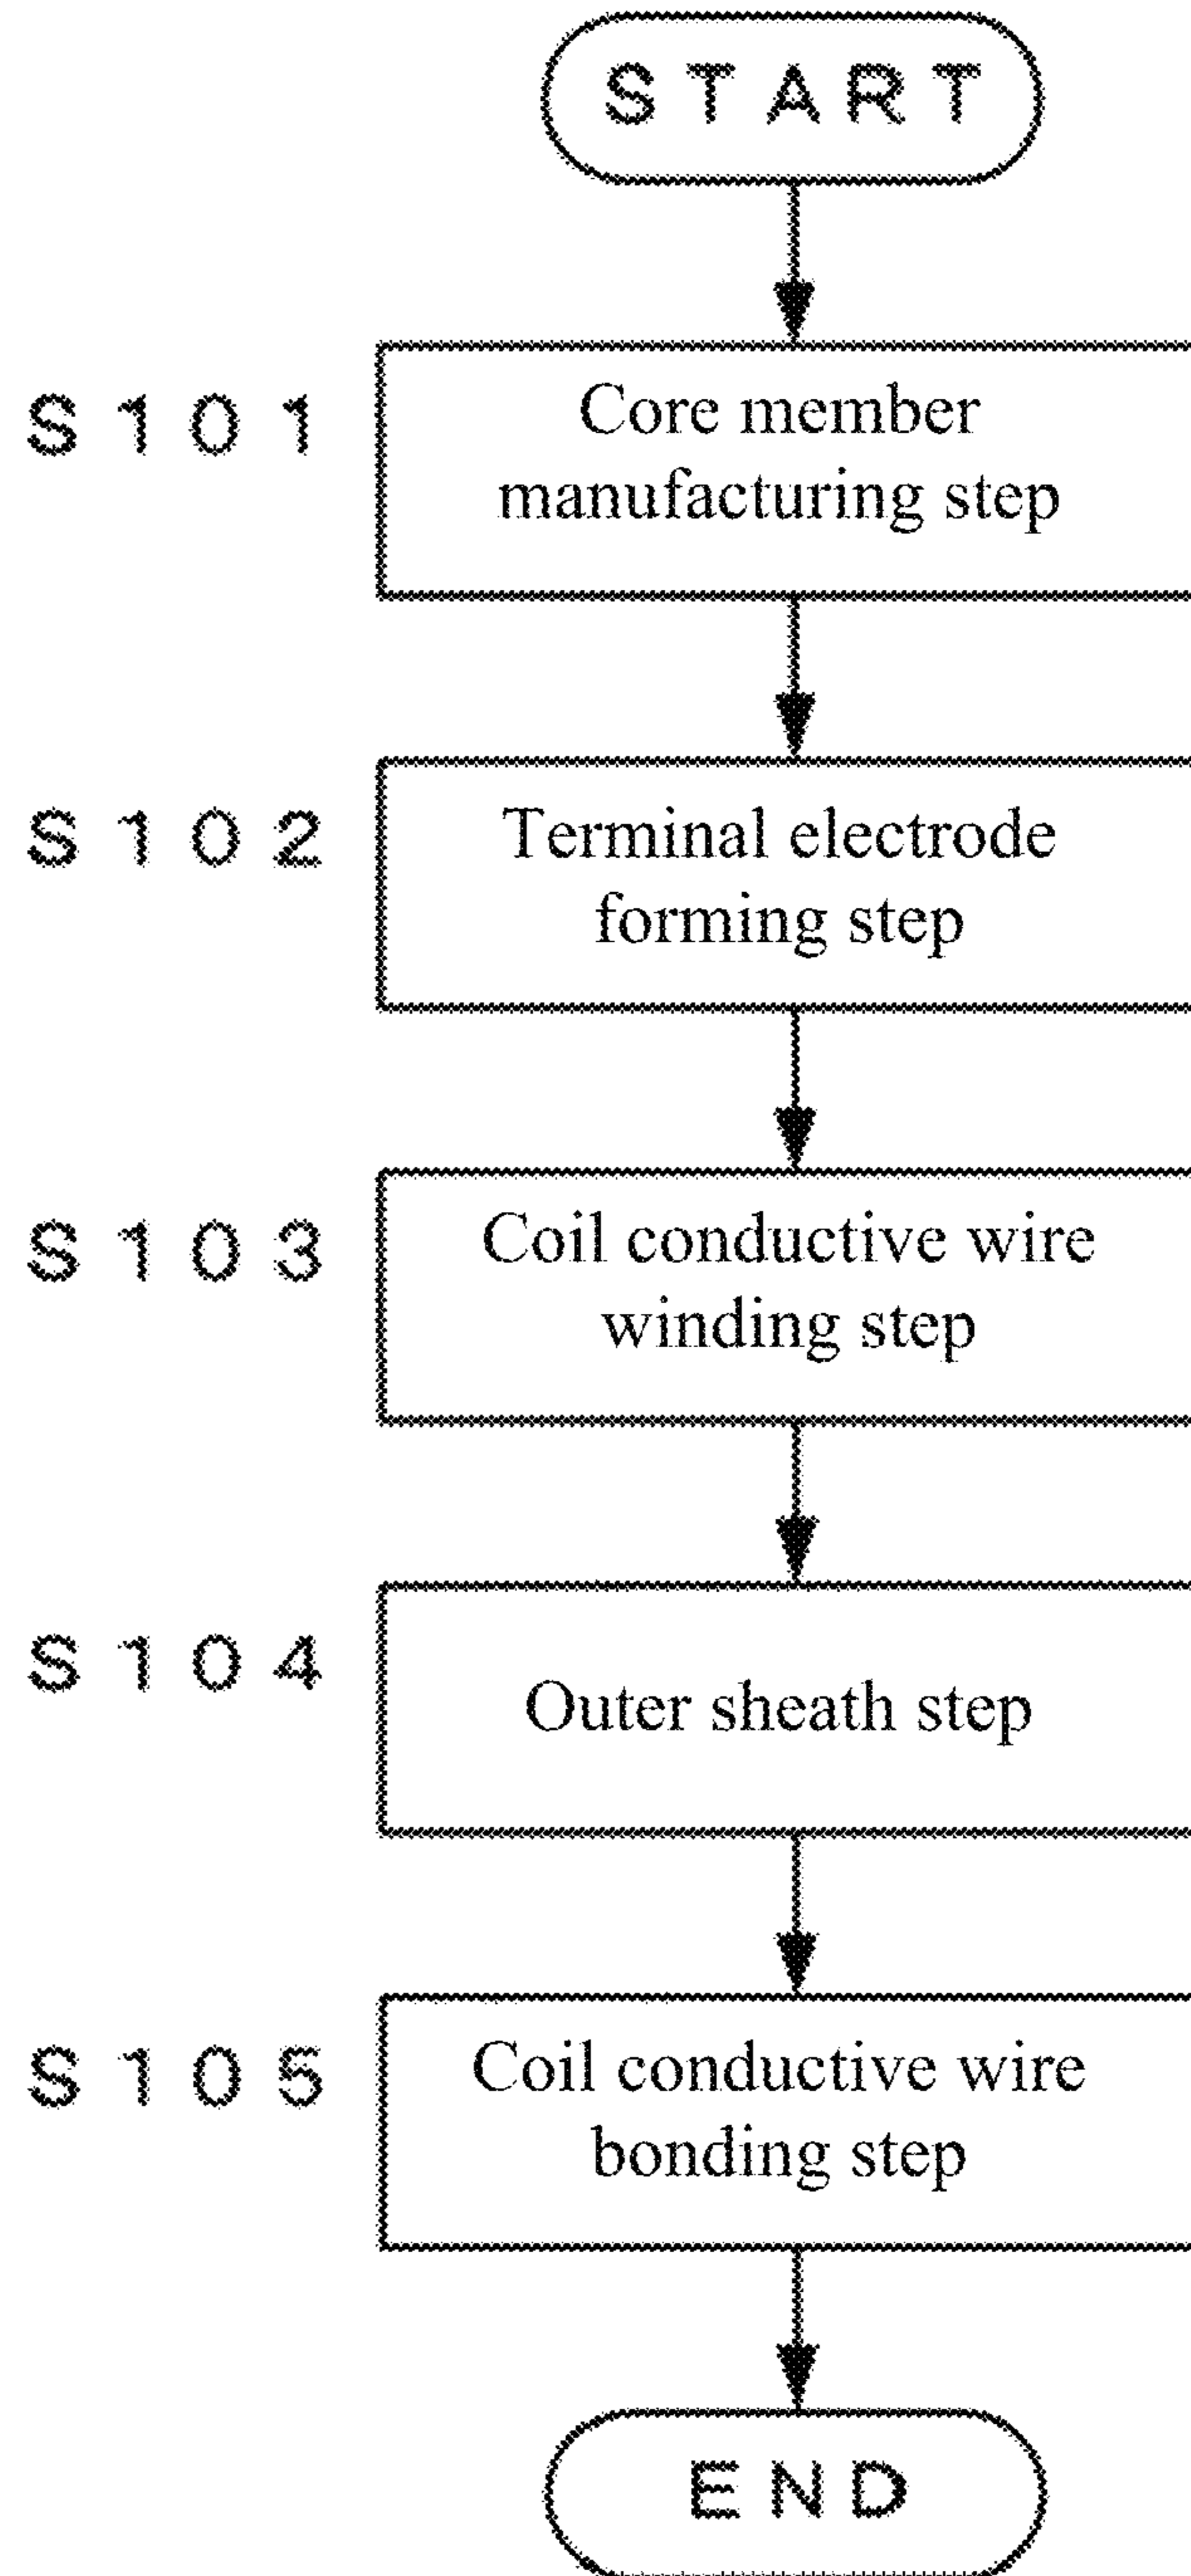 START
S101
Core member
manufacturing step
S102
Terminal electrode
forming step
S103
Coil conductive wire
winding step
S104
Outer sheath step
S105
Coil conductive wire
bonding step
END